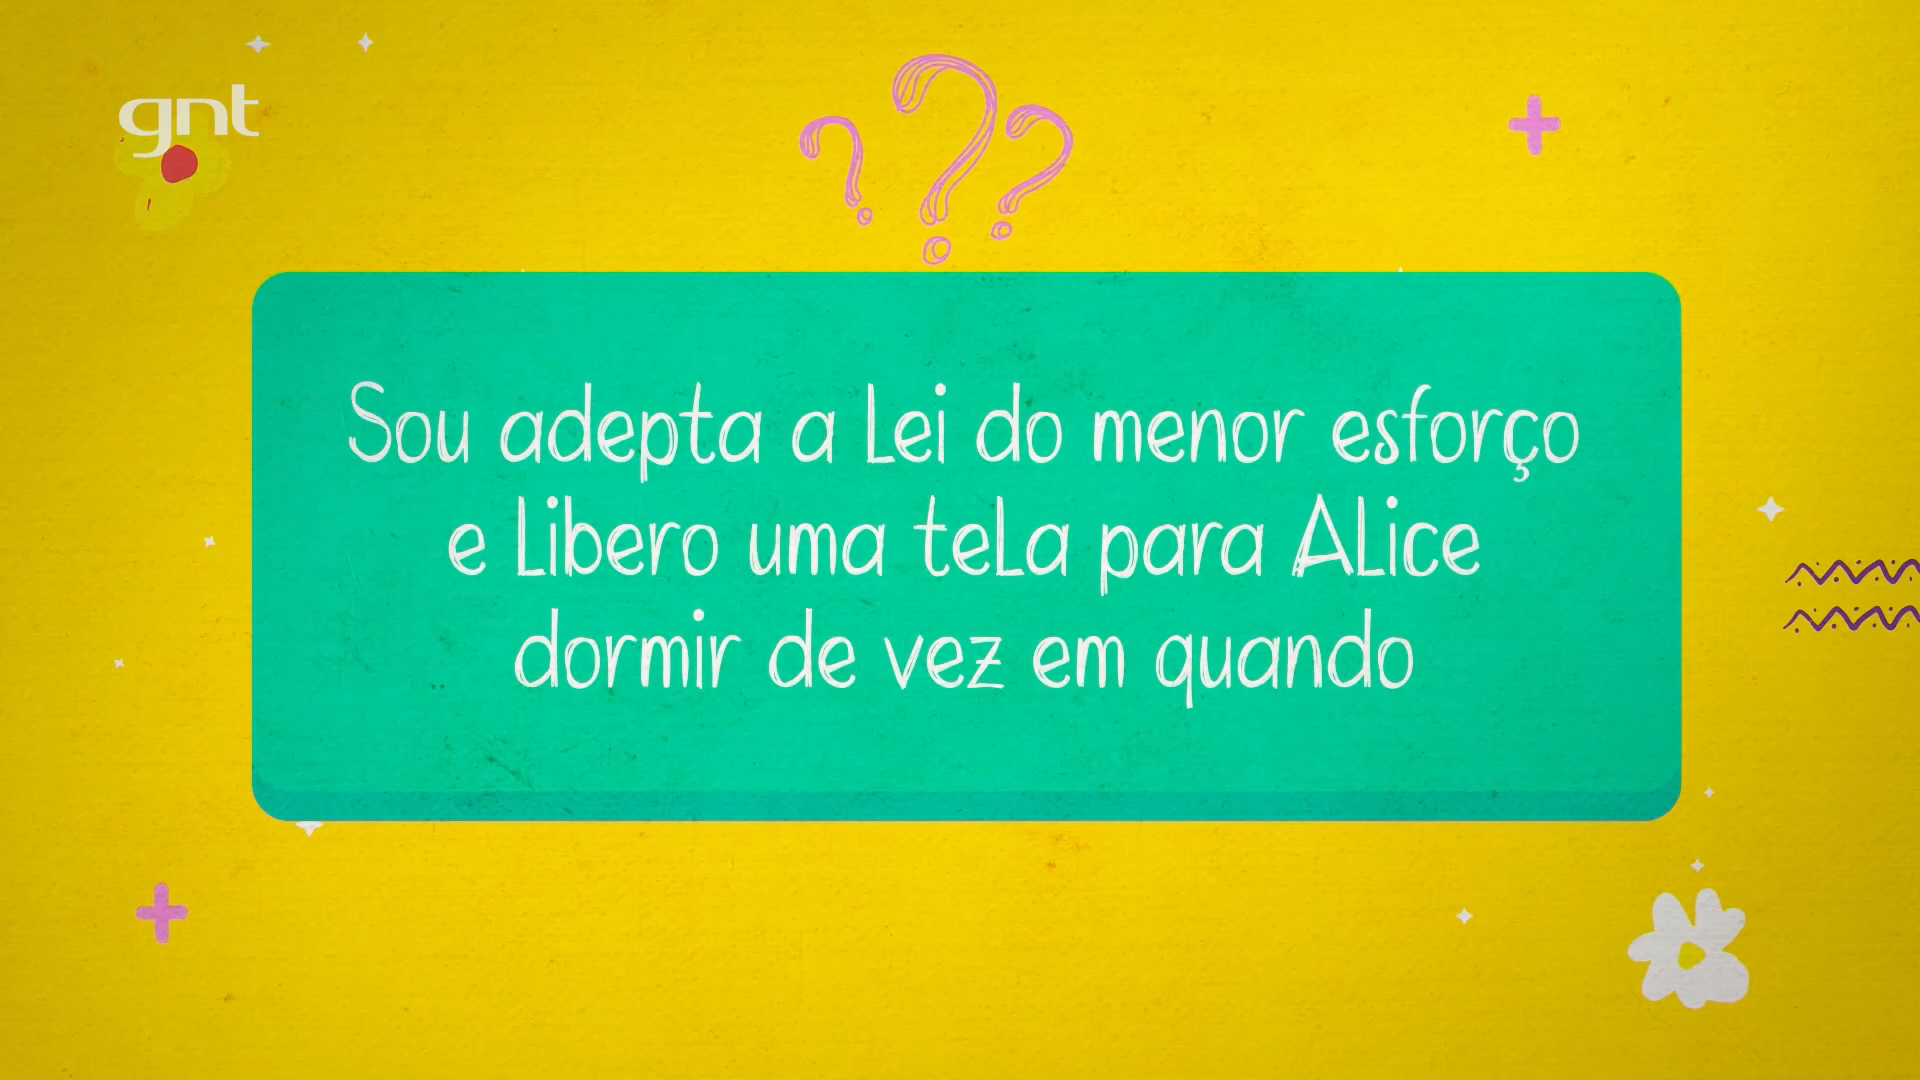 gnt
Sou adepta a Lei do menor esforço
e Libero uma tela para Alice
dormir de vez em quando